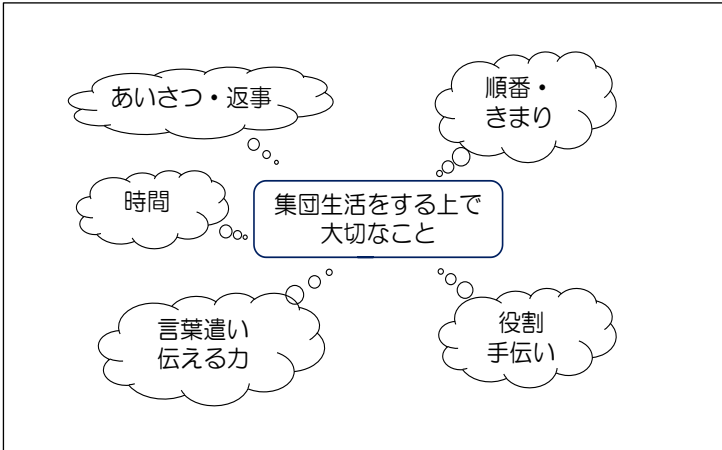 あいさつ・返事
順番・
きまり
時間
集団生活をする上で
大切なこと
言葉遣い
伝える力
役割
手伝い